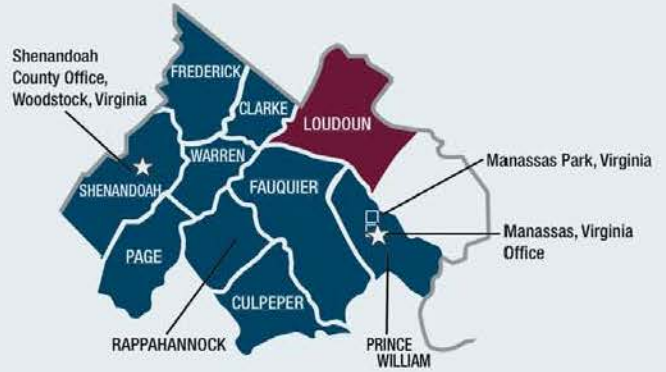 Shenandoah
County Office,
Woodstock, Virginia
FREDERICK
CLARKE
LOUDOUN
WARREN
Manassas Park, Virginia
SHENANDOAH
FAUQUIER
Manassas, Virginia
Office
PAGE
CULPEPER
RAPPAHANNOCK
PRINCE
WILLIAM